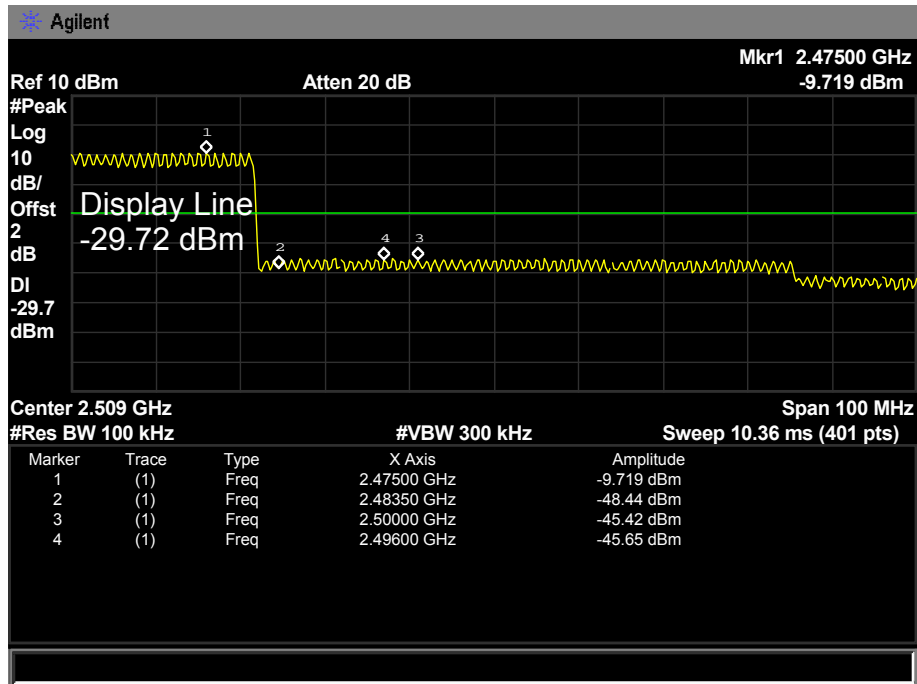 Agilent
Mkr1 2.47500 GHz
Ref 10 dBm Atten 20 dB -9.719 dBm
#Peak
Log
10
dB/
Offst
2
dB
DI
-29.7
dBm
1
Display Line
-29.72 dBm
2 4 3
Center 2.509 GHz Span 100 MHz
#Res BW 100 kHz #VBW 300 kHz Sweep 10.36 ms (401 pts)
Marker Trace Type X Axis Amplitude
1 (1) Freq 2.47500 GHz -9.719 dBm
2 (1) Freq 2.48350 GHz -48.44 dBm
3 (1) Freq 2.50000 GHz -45.42 dBm
4 (1) Freq 2.49600 GHz -45.65 dBm